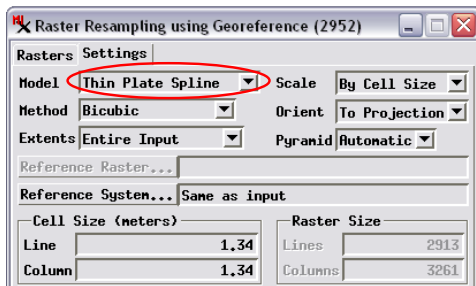 Raster Resampling using Georeference (2952)
Rasters Settings
Model Thin Plate Spline Scale By Cell Size
Method Bicubic Orient To Projection
Extents Entire Input Pyramid Automatic
Reference Raster...
Reference System... Same as input
Cell Size (meters) Raster Size
Line 1.34 Lines 2913
Column 1.34 Columns 3261